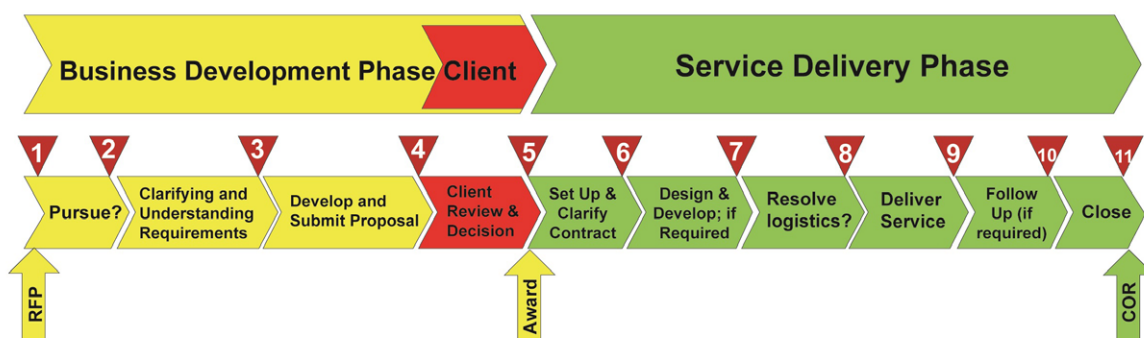 Business Development Phase Client
Service Delivery Phase
1
2
3
4
5
6
7
8
9
10
11
Pursue?
Clarifying and
Understanding
Requirements
Develop and
Submit Proposal
Client
Review &
Decision
Set Up &
Clarify
Contract
Design &
Develop; if
Required
Resolve
logistics?
Deliver
Service
Follow
Up (if
required)
Close
RFP
Award
COR